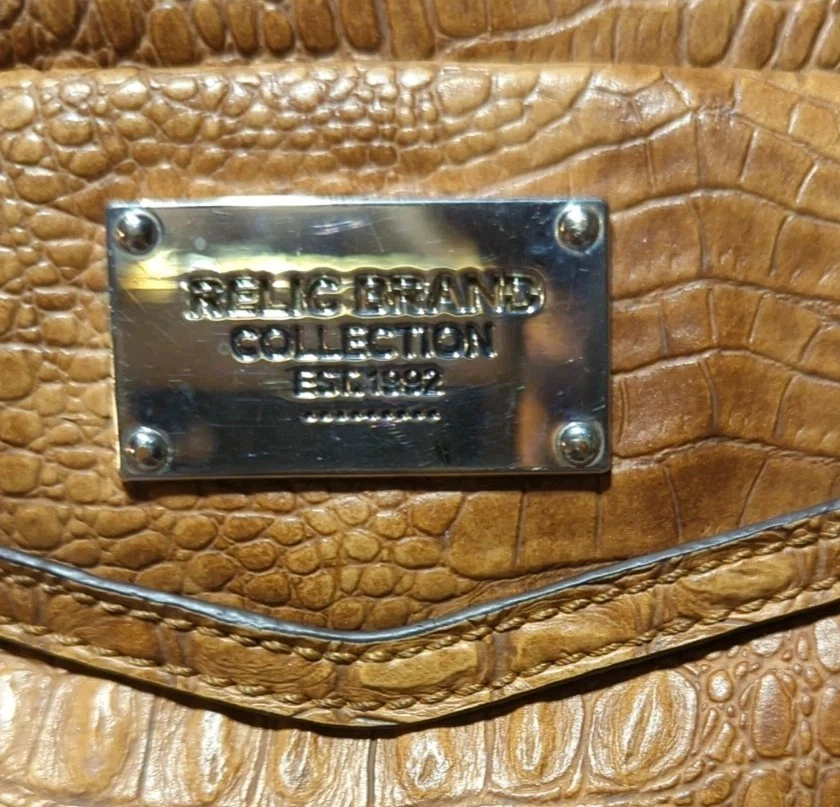 RELIC BRAND
COLLECTION
EST. 1992